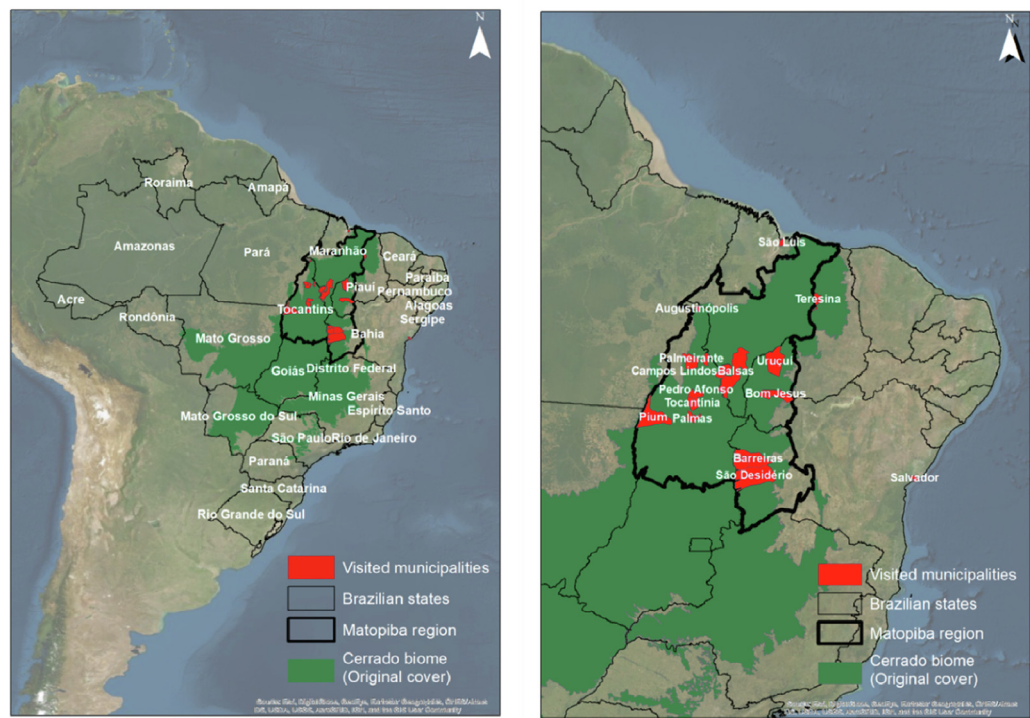 N
Roraima
Amapá
Amazonas
Pará
Maranhão
Ceará
Acre
Rondônia
Tocantins
Piauí
Paraíba
Pernambuco
Alagoas
Sergipe
Mato Grosso
Bahia
Goiás
Distrito Federal
Minas Gerais
Mato Grosso do Sul
Espírito Santo
São Paulo
Rio de Janeiro
Paraná
Santa Catarina
Rio Grande do Sul
Visited municipalities
Brazilian states
Matopiba region
Cerrado biome
(Original cover)
N
São Luís
Teresina
Augustinópolis
Palmeirante
Campos Lindos
Balsas
Uruçuí
Pedro Afonso
Tocantínia
Bom Jesus
Pium
Palmas
Barreiras
São Desidério
Salvador
Visited municipalities
Brazilian states
Matopiba region
Cerrado biome
(Original cover)